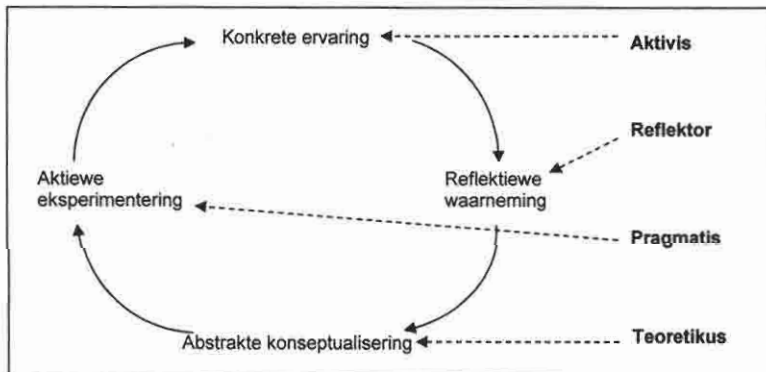 Konkrete ervaring
Aktivis
Reflektor
Aktiewe
eksperimentering
Reflektiewe
waarneming
Pragmatis
Abstrakte konseptualisering
Teoretikus